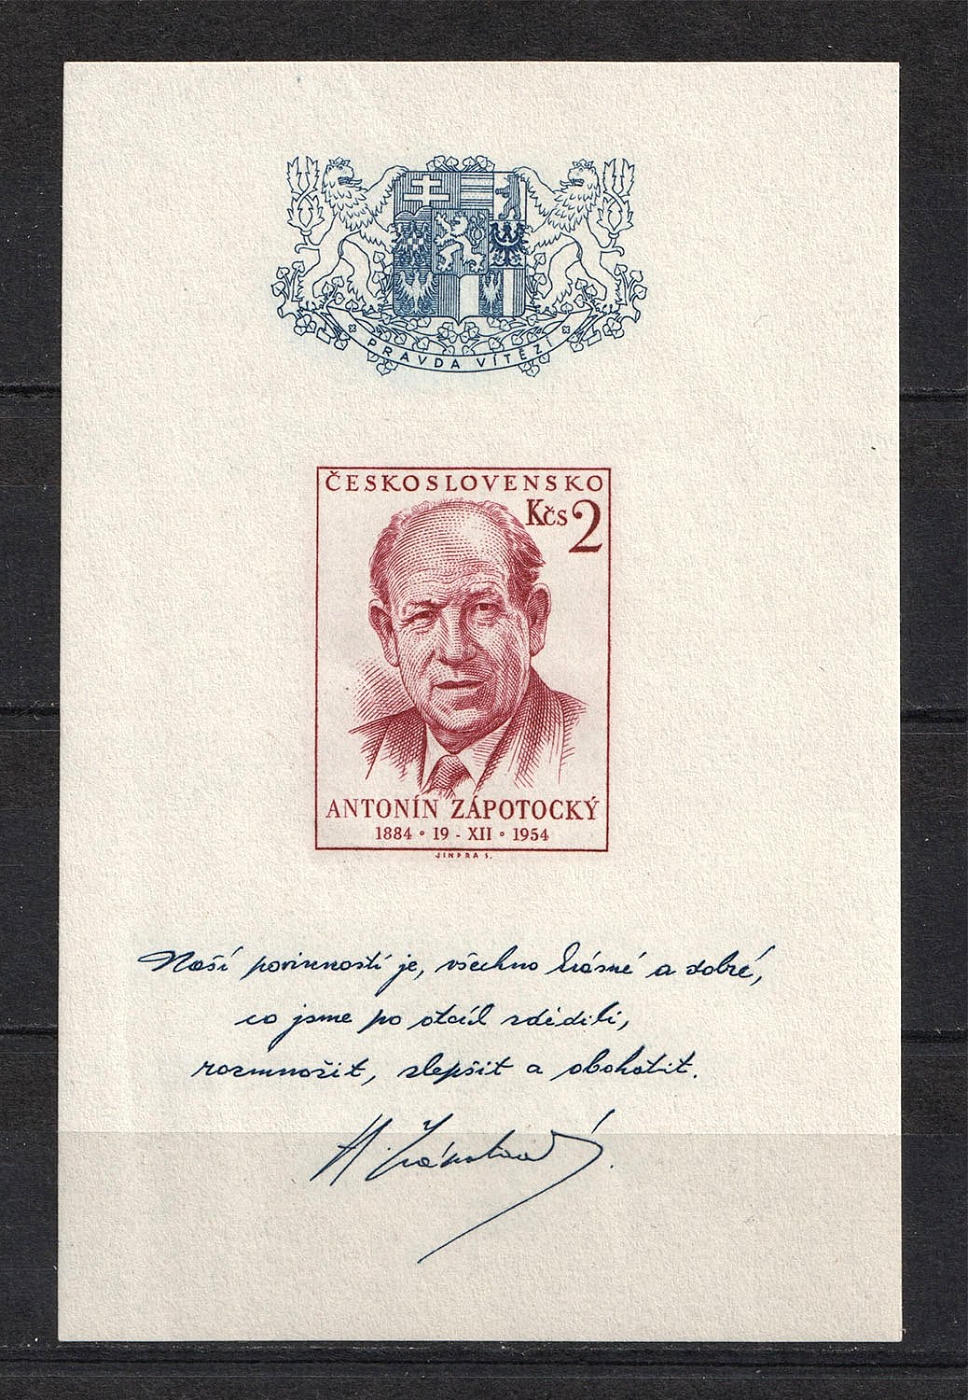 PRAVDA VÍTĚZÍ
ČESKOSLOVENSKO
Kčs 2
ANTONÍN ZÁPOTOCKÝ
1884 • 19 - XII • 1954
JINDRA S.
Naší povinností je, všechno krásné a dobré,
co jsme po otcích zdědili,
rozmnožit, zlepšit a obohatit.
A. Zápotocký